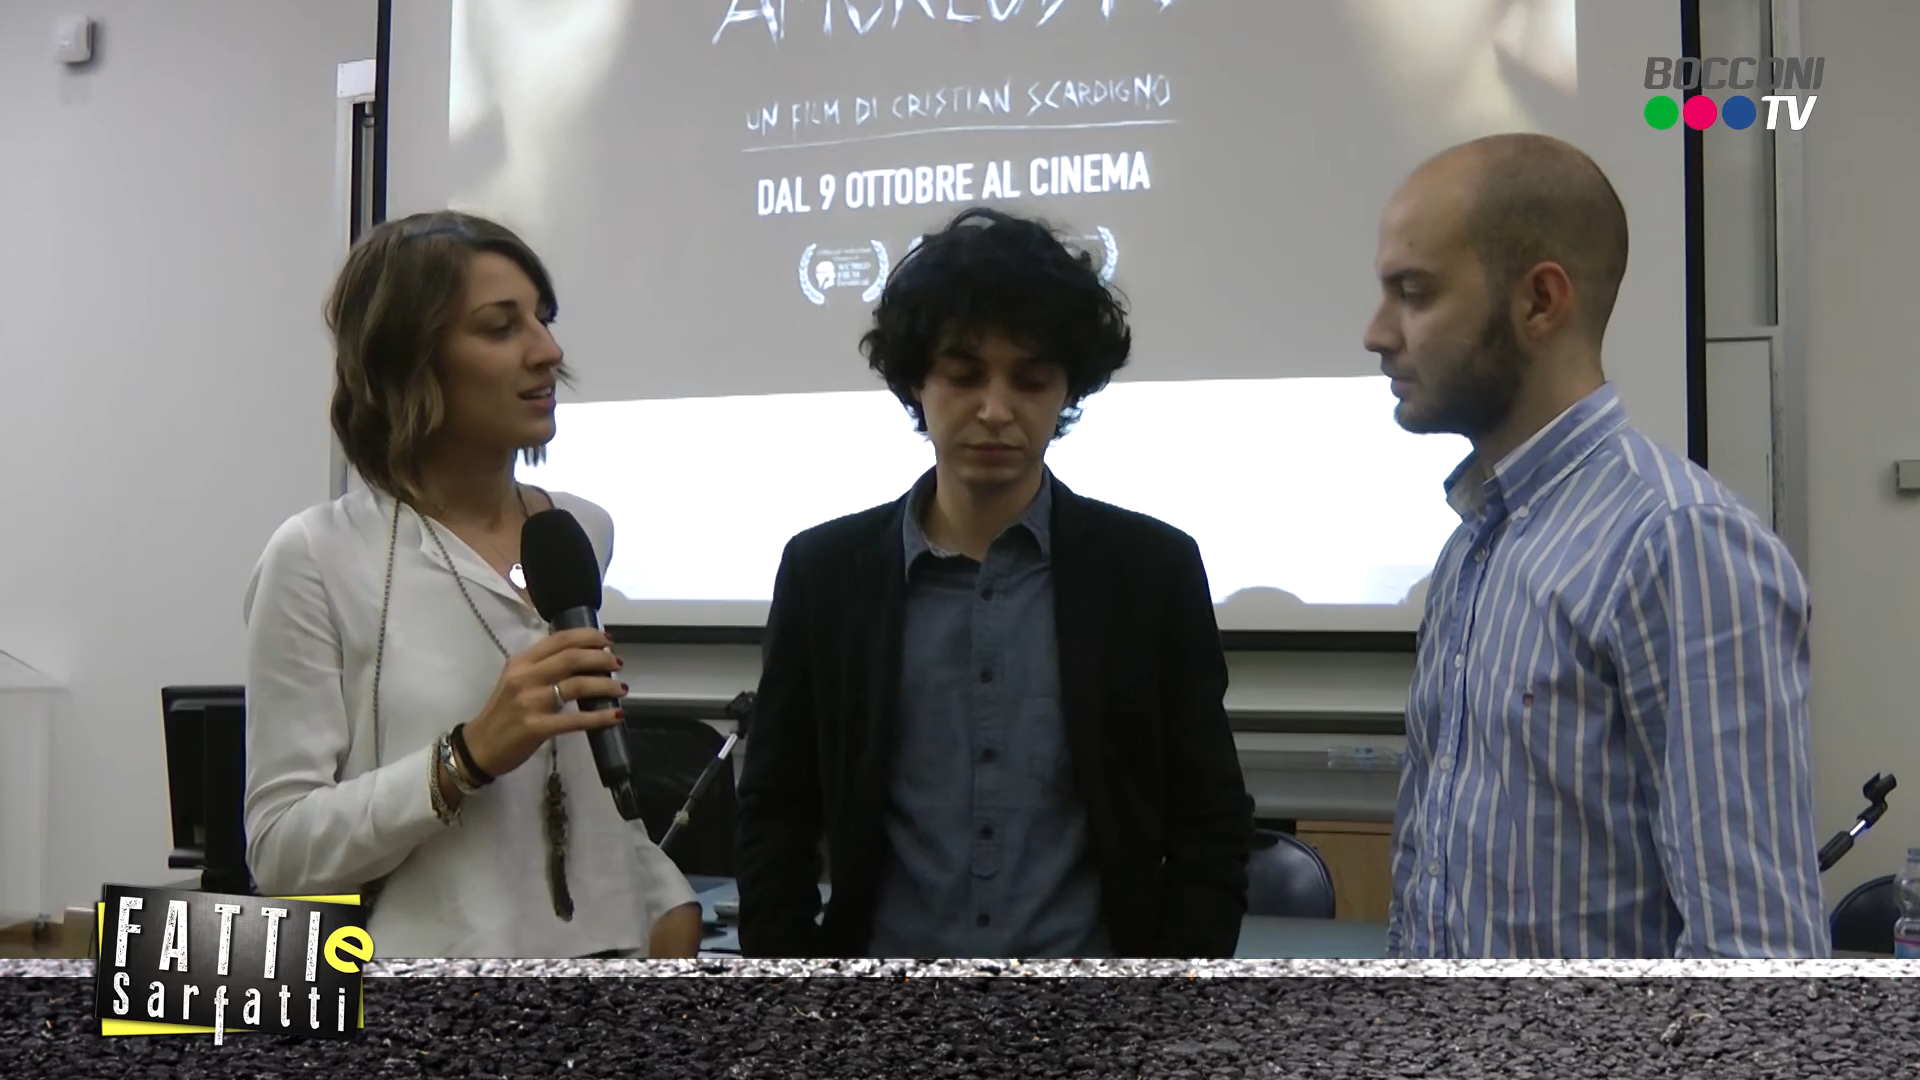 UN FILM DI CRISTIAN SCARDIGNO
DAL 9 OTTOBRE AL CINEMA
BOCCONI
TV
FATTI e
Sarfatti